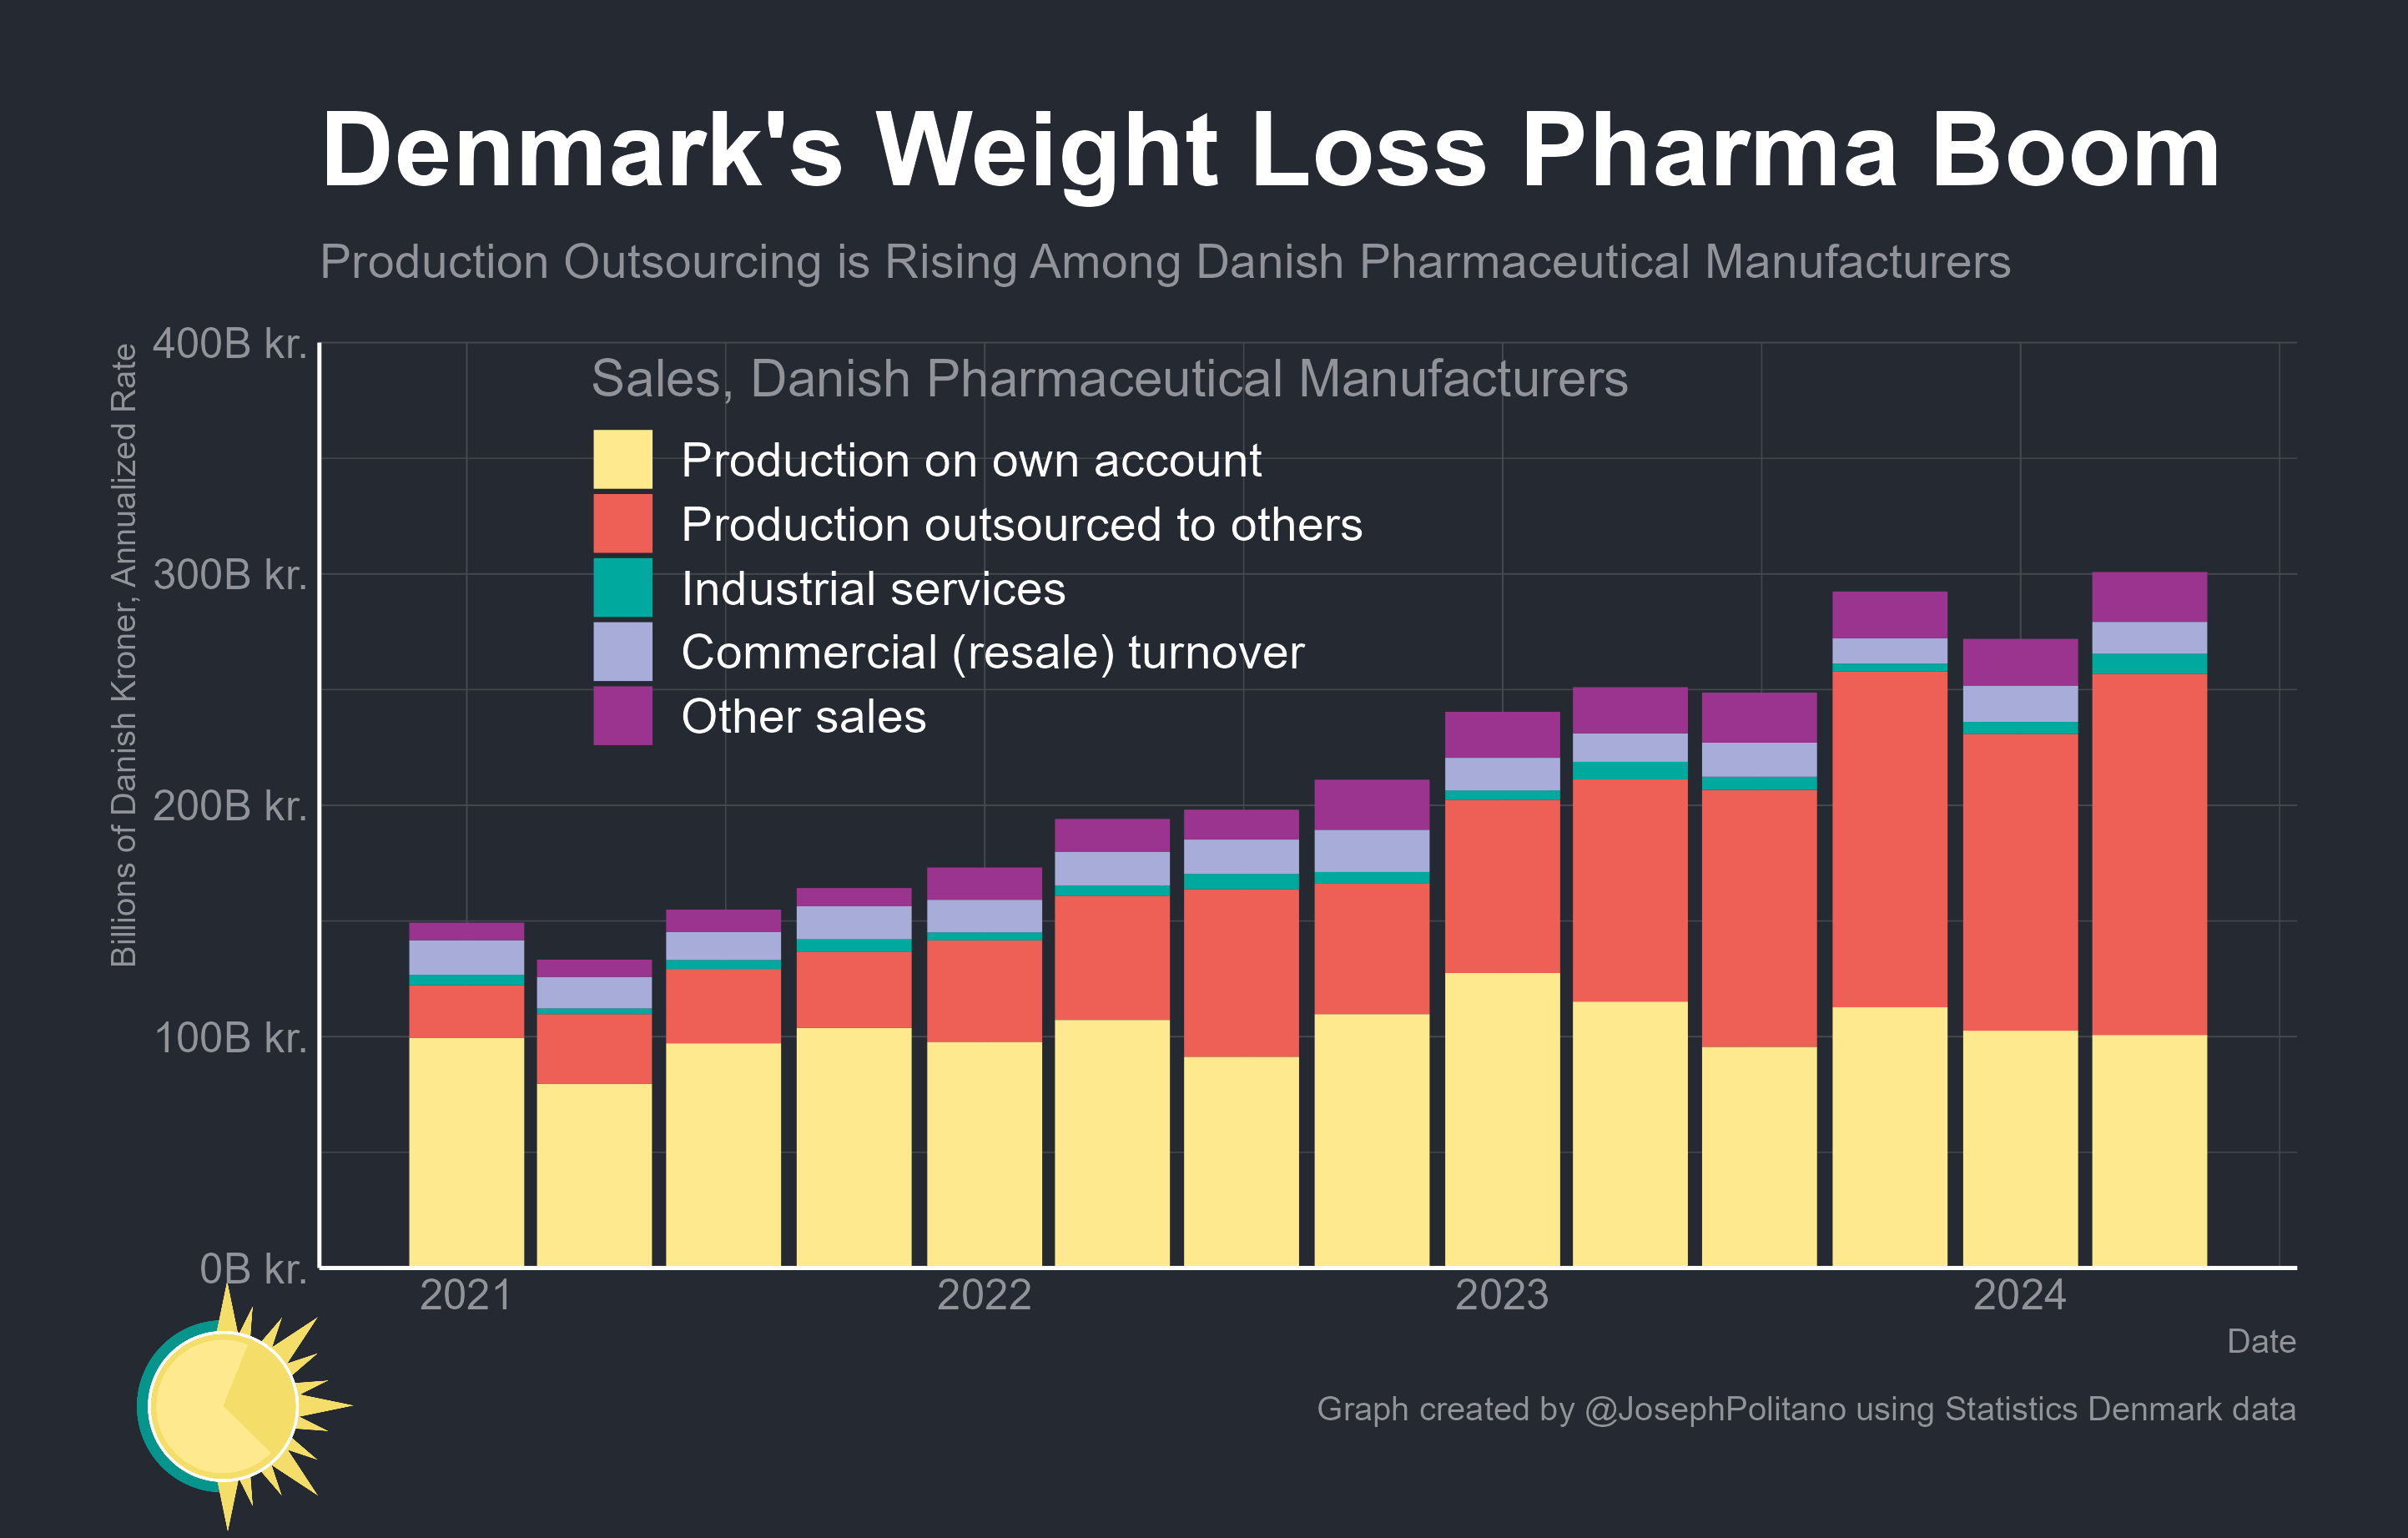 Denmark's Weight Loss Pharma Boom
Production Outsourcing is Rising Among Danish Pharmaceutical Manufacturers
Billions of Danish Kroner, Annualized Rate
400B kr.
300B kr.
200B kr.
100B kr.
0B kr.
Sales, Danish Pharmaceutical Manufacturers
Production on own account
Production outsourced to others
Industrial services
Commercial (resale) turnover
Other sales
2021
2022
2023
2024
Date
Graph created by @JosephPolitano using Statistics Denmark data